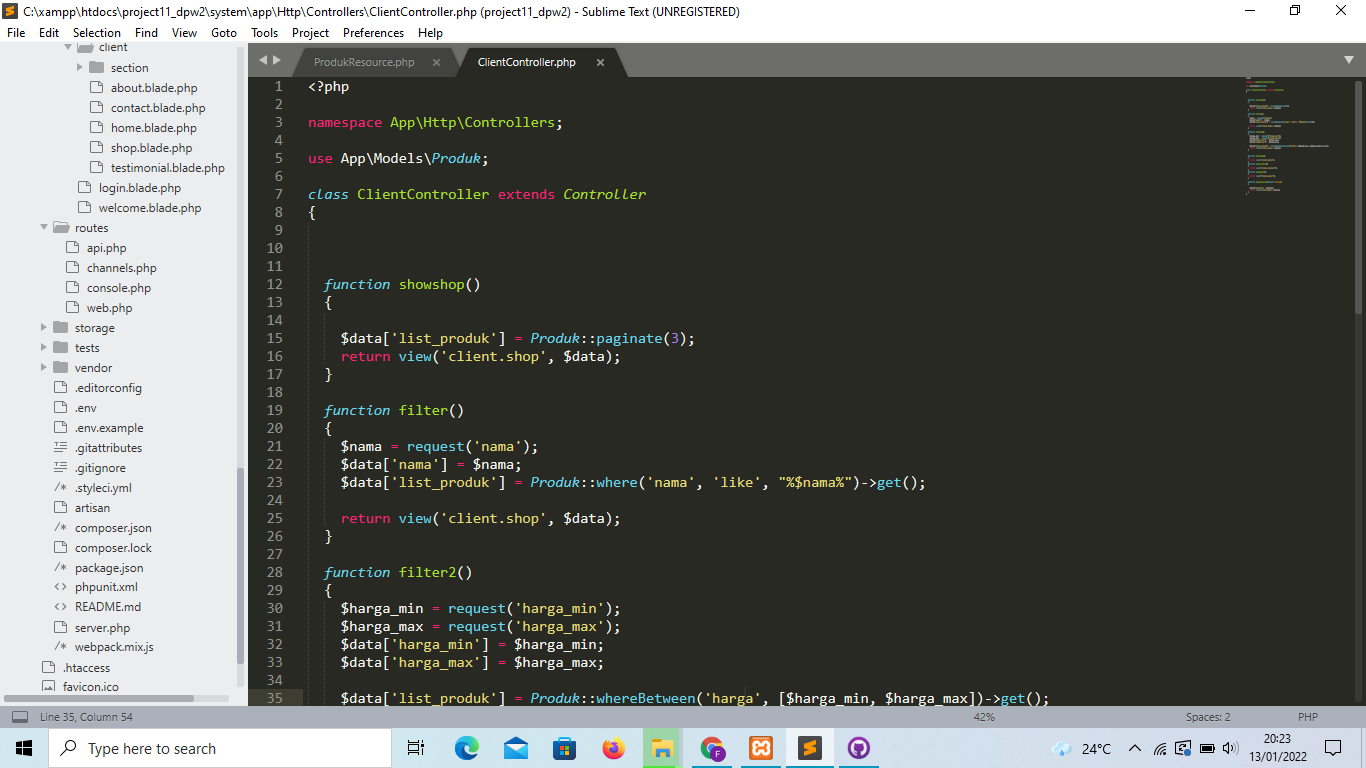 C:\xampp\htdocs\project11_dpw2\system\app\Http\Controllers\ClientController.php (project11_dpw2) - Sublime Text (UNREGISTERED)
File Edit Selection Find View Goto Tools Project Preferences Help
client
section
about.blade.php
contact.blade.php
home.blade.php
shop.blade.php
testimonial.blade.php
login.blade.php
welcome.blade.php
routes
api.php
channels.php
console.php
web.php
storage
tests
vendor
.editorconfig
.env
.env.example
.gitattributes
.gitignore
/* .styleci.yml
artisan
/* composer.json
composer.lock
/* package.json
<> phpunit.xml
<> README.md
server.php
/* webpack.mix.js
.htaccess
favicon.ico
ProdukResource.php ×
ClientController.php ×
1 <?php
2
3 namespace App\Http\Controllers;
4
5 use App\Models\Produk;
6
7 class ClientController extends Controller
8 {
9
10
11
12 function showshop()
13 {
14
15 $data['list_produk'] = Produk::paginate(3);
16 return view('client.shop', $data);
17 }
18
19 function filter()
20 {
21 $nama = request('nama');
22 $data['nama'] = $nama;
23 $data['list_produk'] = Produk::where('nama', 'like', "%$nama%")->get();
24
25 return view('client.shop', $data);
26 }
27
28 function filter2()
29 {
30 $harga_min = request('harga_min');
31 $harga_max = request('harga_max');
32 $data['harga_min'] = $harga_min;
33 $data['harga_max'] = $harga_max;
34
35 $data['list_produk'] = Produk::whereBetween('harga', [$harga_min, $harga_max])->get();
Line 35, Column 54 42% Spaces: 2 PHP
Type here to search
F
24°C
20:23
13/01/2022